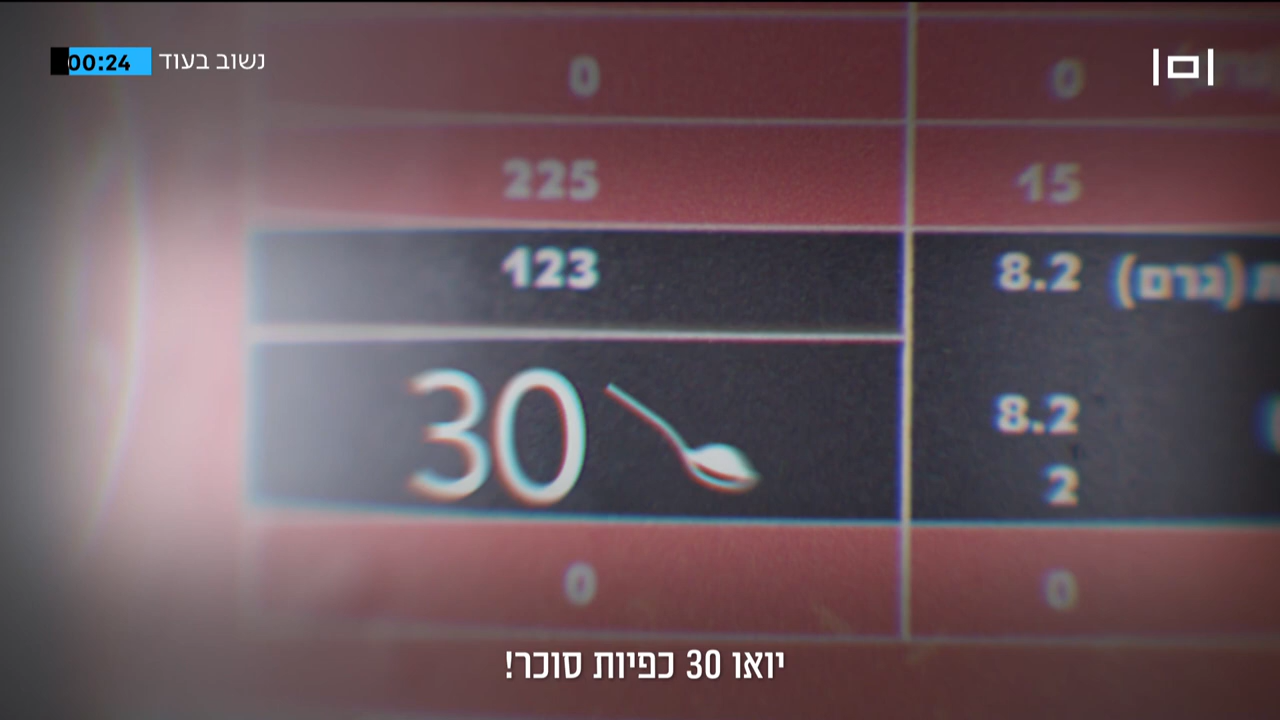 נשוב בעוד 00:24
0 0
15 225
8.2 123
(גרם)
8.2 30
2
0 0
יואו 30 כפיות סוכר!